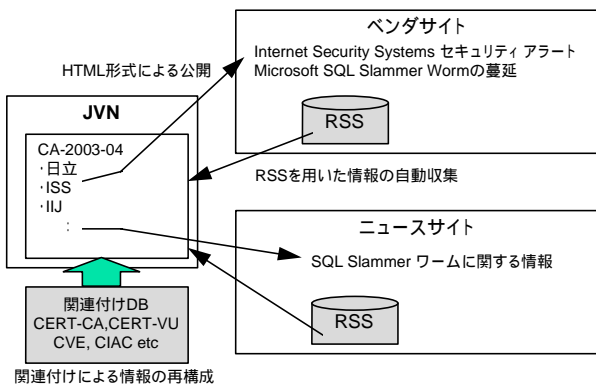 ベンダサイト
Internet Security Systems セキュリティ アラート
Microsoft SQL Slammer Wormの蔓延
RSS
HTML形式による公開
JVN
CA-2003-04
・日立
・ISS
・IIJ
:
RSSを用いた情報の自動収集
ニュースサイト
SQL Slammer ワームに関する情報
RSS
関連付けDB
CERT-CA,CERT-VU
CVE, CIAC etc
関連付けによる情報の再構成